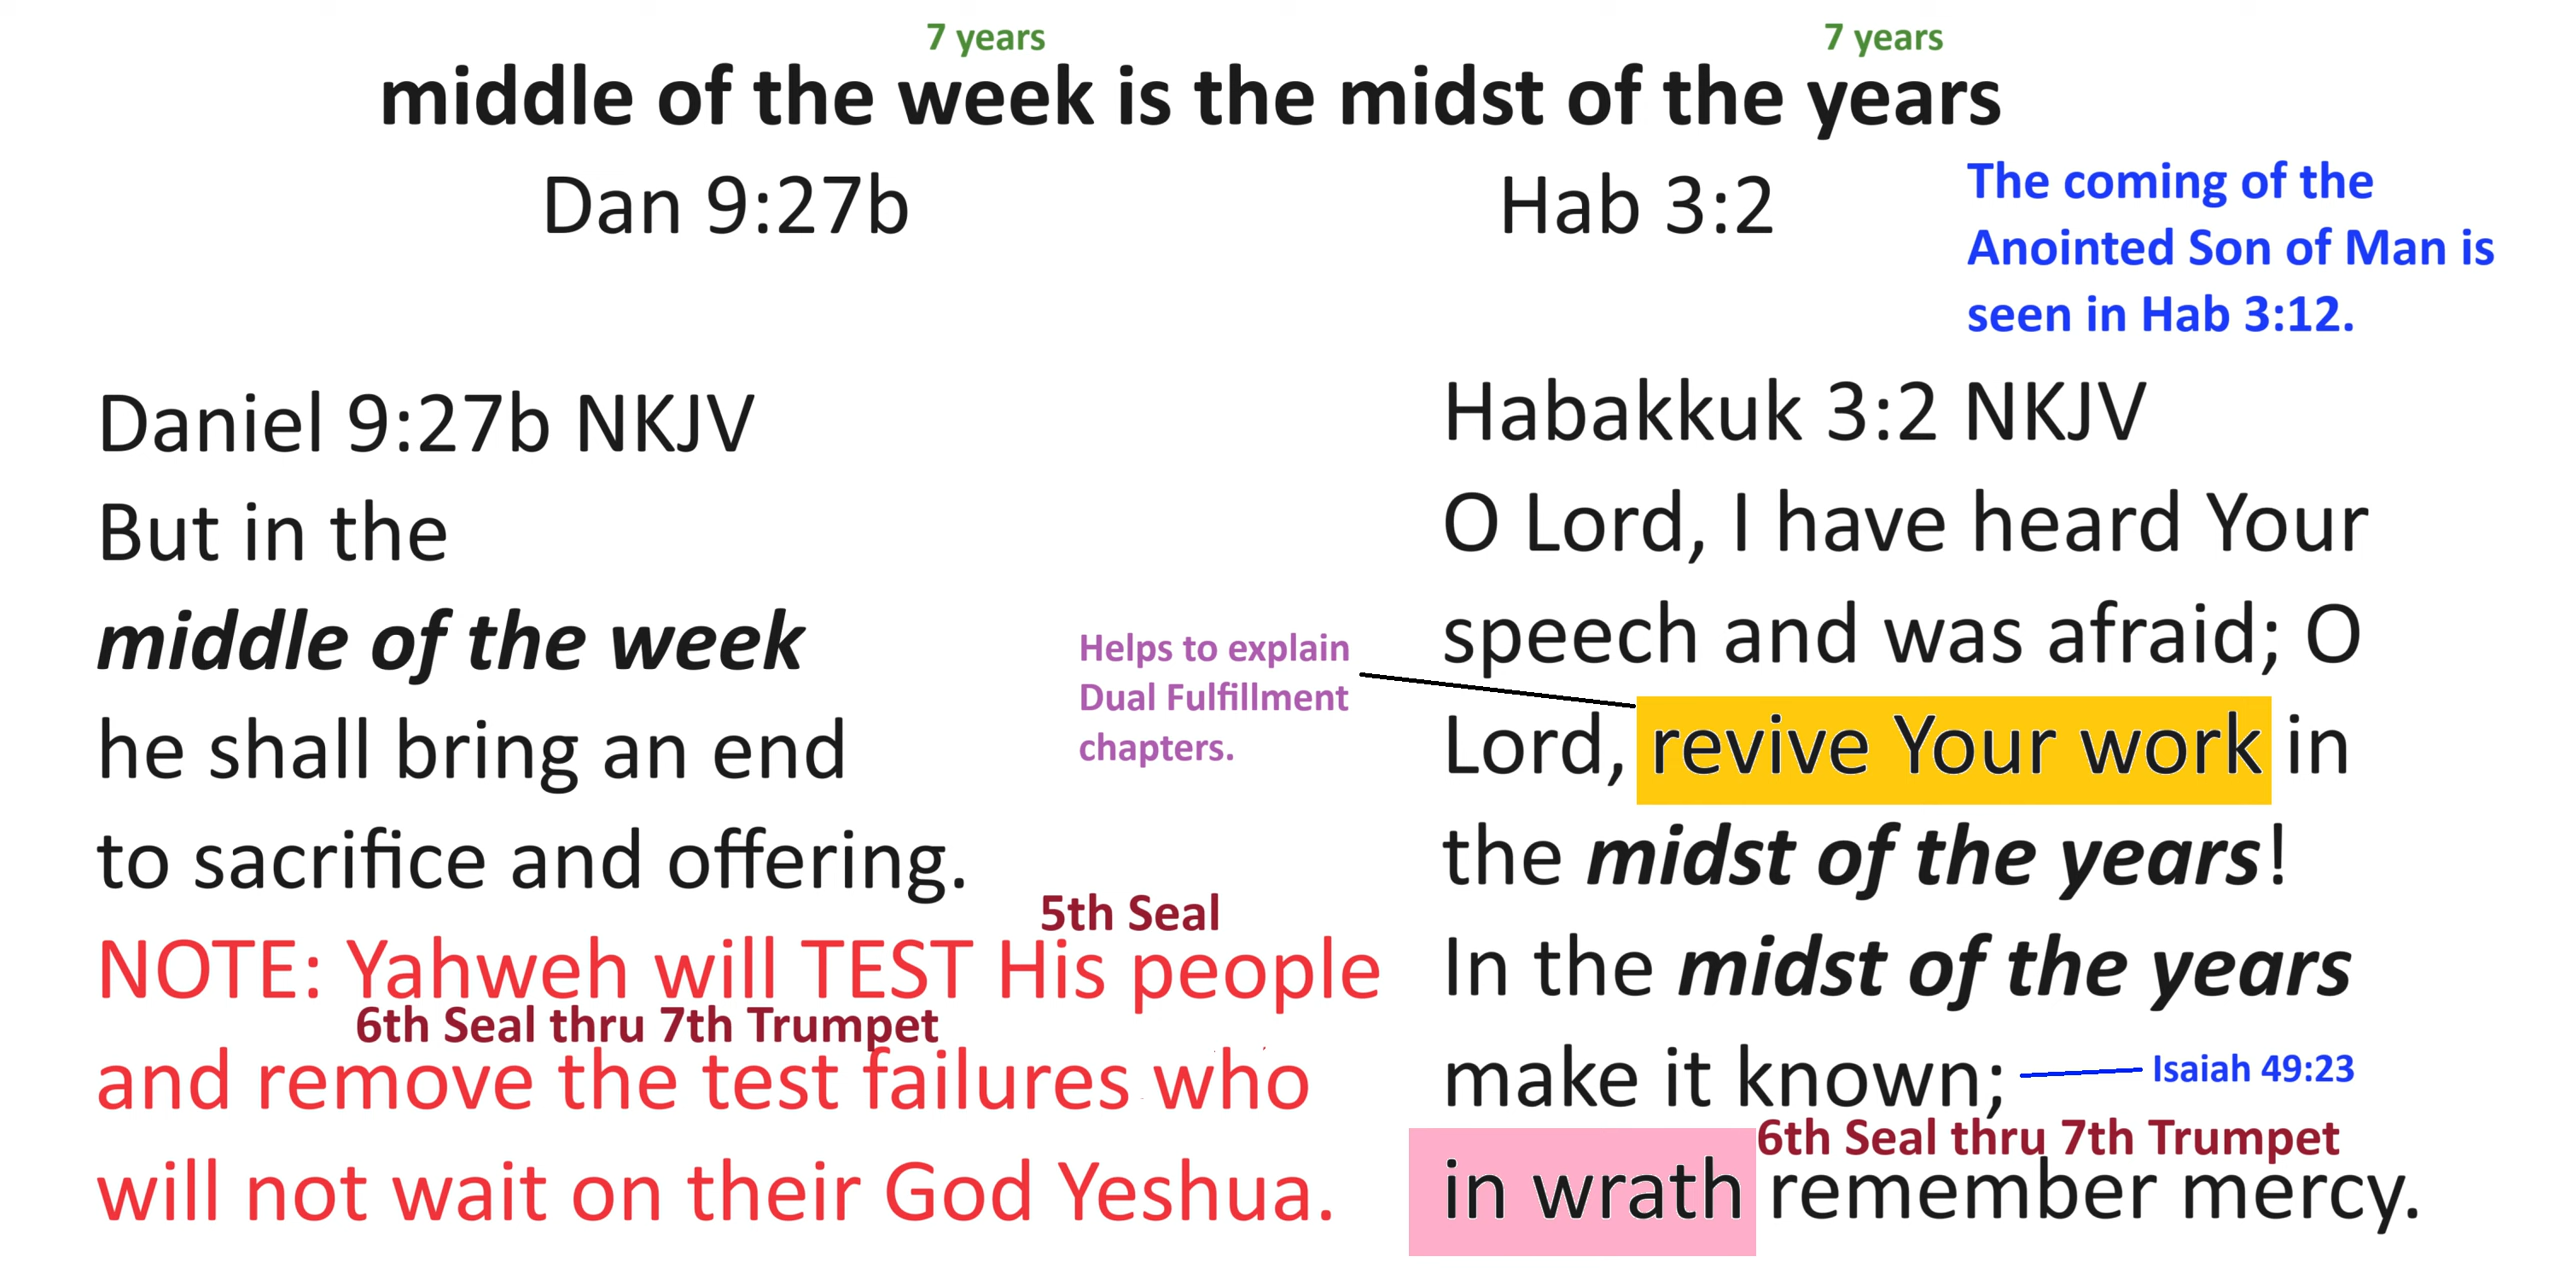 7 years 7 years
middle of the week is the midst of the years
Dan 9:27b
Hab 3:2
The coming of the
Anointed Son of Man is
seen in Hab 3:12.
Daniel 9:27b NKJV
But in the
middle of the week
he shall bring an end
to sacrifice and offering.
5th Seal
NOTE: Yahweh will TEST His people
6th Seal thru 7th Trumpet
and remove the test failures who
will not wait on their God Yeshua.
Helps to explain
Dual Fulfillment
chapters.
Habakkuk 3:2 NKJV
O Lord, I have heard Your
speech and was afraid; O
Lord, revive Your work in
the midst of the years!
In the midst of the years
make it known; Isaiah 49:23
6th Seal thru 7th Trumpet
in wrath remember mercy.